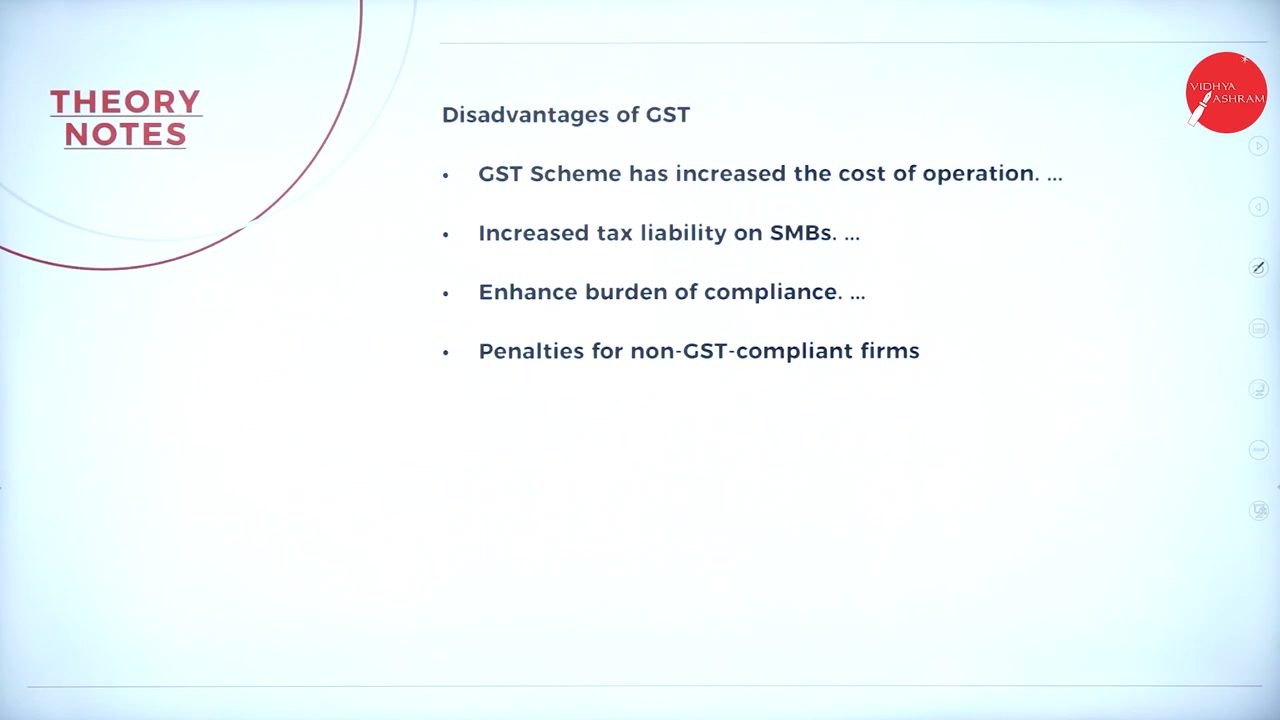 THEORY
NOTES
VIDHYA
ASHRAM
Disadvantages of GST
• GST Scheme has increased the cost of operation. ...
• Increased tax liability on SMBs. ...
• Enhance burden of compliance. ...
• Penalties for non-GST-compliant firms